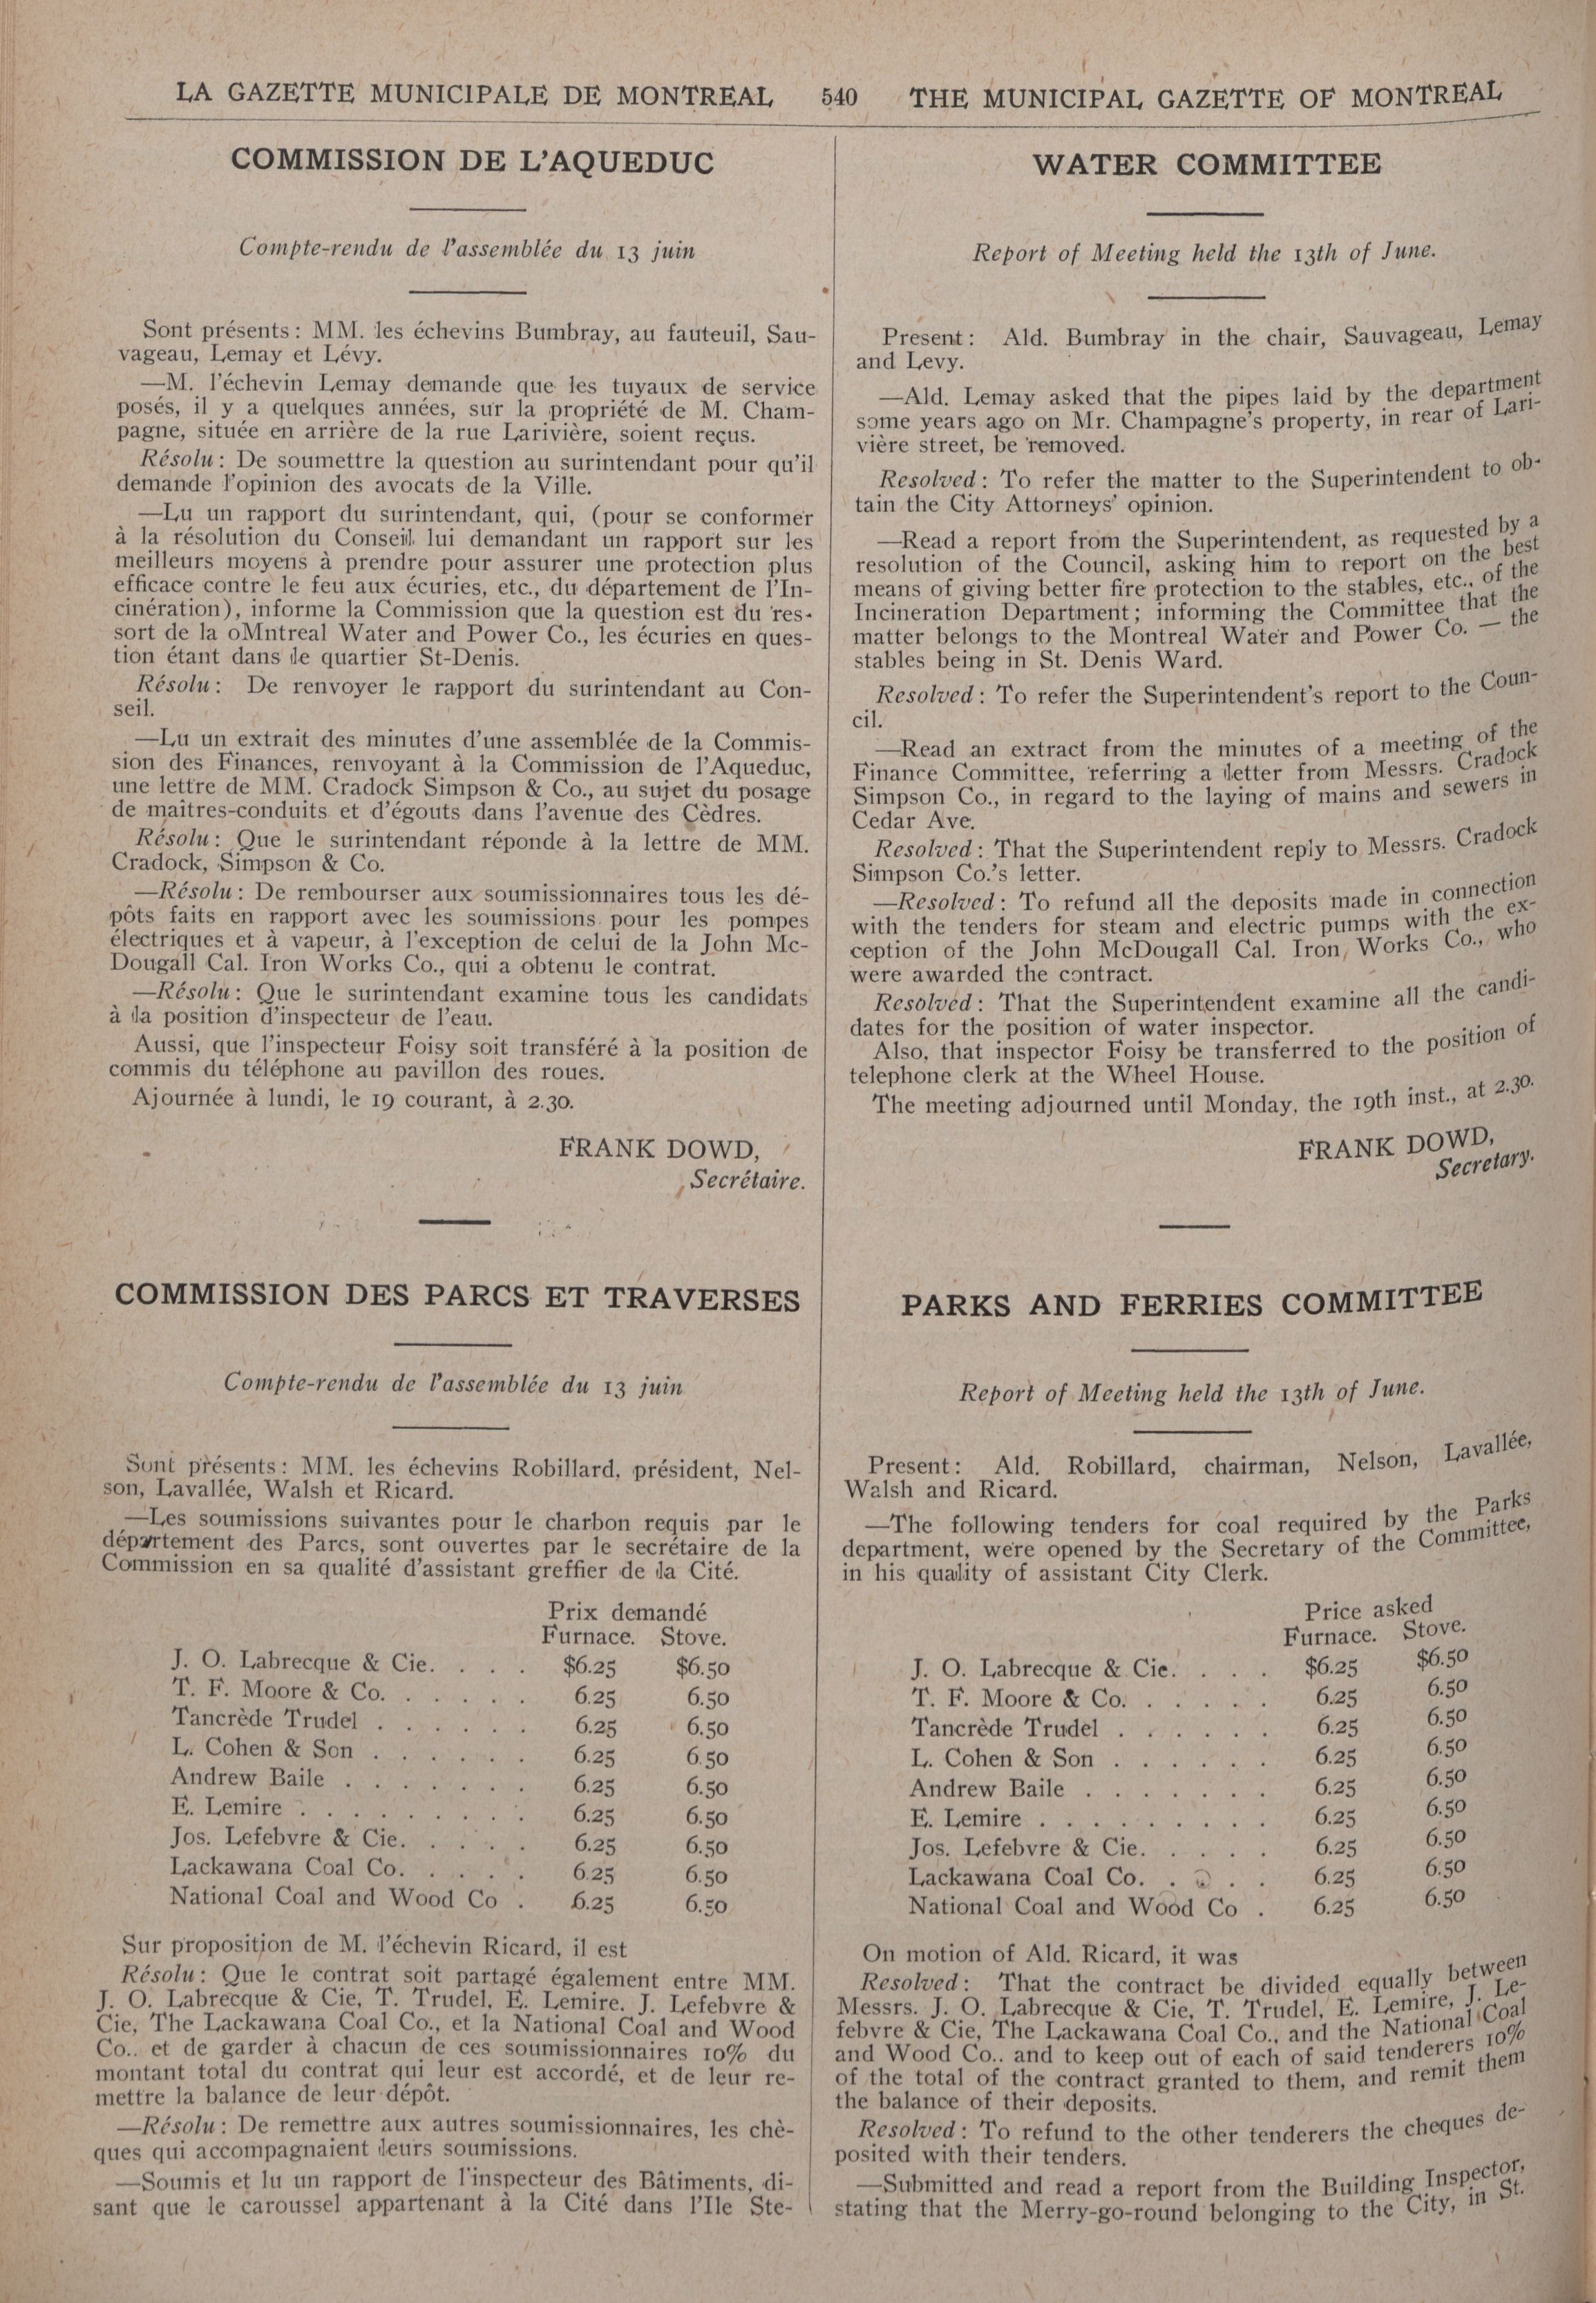 LA GAZETTE MUNICIPALE DE MONTREAL 540 THE MUNICIPAL GAZETTE OF MONTREAL
COMMISSION DE L'AQUEDUC
Compte-rendu de l'assemblée du 13 juin
Sont présents: MM. les échevins Bumbray, au fauteuil, Sau-
vageau, Lemay et Lévy.
—M. l'échevin Lemay demande que les tuyaux de service
posés, il y a quelques années, sur la propriété de M. Cham-
pagne, située en arrière de la rue Larivière, soient reçus.
Résolu: De soumettre la question au surintendant pour qu'il
demande l'opinion des avocats de la Ville.
—Lu un rapport du surintendant, qui, (pour se conformer
à la résolution du Conseil lui demandant un rapport sur les
meilleurs moyens à prendre pour assurer une protection plus
efficace contre le feu aux écuries, etc., du département de l'In-
cinération), informe la Commission que la question est du res-
sort de la oMntreal Water and Power Co., les écuries en ques-
tion étant dans le quartier St-Denis.
Résolu: De renvoyer le rapport du surintendant au Con-
seil.
—Lu un extrait des minutes d'une assemblée de la Commis-
sion des Finances, renvoyant à la Commission de l'Aqueduc,
une lettre de MM. Cradock Simpson & Co., au sujet du posage
de maitres-conduits et d'égouts dans l'avenue des Cèdres.
Résolu: Que le surintendant réponde à la lettre de MM.
Cradock, Simpson & Co.
—Résolu: De rembourser aux soumissionnaires tous les dé-
pôts faits en rapport avec les soumissions pour les pompes
électriques et à vapeur, à l'exception de celui de la John Mc-
Dougall Cal. Iron Works Co., qui a obtenu le contrat.
—Résolu: Que le surintendant examine tous les candidats
à la position d'inspecteur de l'eau.
Aussi, que l'inspecteur Foisy soit transféré à la position de
commis du téléphone au pavillon des roues.
Ajournée à lundi, le 19 courant, à 2.30.
FRANK DOWD,
Secrétaire.
COMMISSION DES PARCS ET TRAVERSES
Compte-rendu de l'assemblée du 13 juin
Sont présents: MM. les échevins Robillard, président, Nel-
son, Lavallée, Walsh et Ricard.
—Les soumissions suivantes pour le charbon requis par le
département des Parcs, sont ouvertes par le secrétaire de la
Commission en sa qualité d'assistant greffier de la Cité.
Prix demandé
Furnace. Stove.
J. O. Labrecque & Cie. . . . $6.25 $6.50
T. F. Moore & Co. . . . . . 6.25 6.50
Tancrède Trudel . . . . . . 6.25 6.50
L. Cohen & Son . . . . . . 6.25 6.50
Andrew Baile . . . . . . . 6.25 6.50
E. Lemire . . . . . . . . . 6.25 6.50
Jos. Lefebvre & Cie. . . . . 6.25 6.50
Lackawana Coal Co. . . . . 6.25 6.50
National Coal and Wood Co . 6.25 6.50
Sur proposition de M. l'échevin Ricard, il est
Résolu: Que le contrat soit partagé également entre MM.
J. O. Labrecque & Cie, T. Trudel, E. Lemire. J. Lefebvre &
Cie, The Lackawana Coal Co., et la National Coal and Wood
Co.. et de garder à chacun de ces soumissionnaires 10% du
montant total du contrat qui leur est accordé, et de leur re-
mettre la balance de leur dépôt.
—Résolu: De remettre aux autres soumissionnaires, les chè-
ques qui accompagnaient leurs soumissions.
—Soumis et lu un rapport de l'inspecteur des Bâtiments, di-
sant que le caroussel appartenant à la Cité dans l'Ile Ste-
WATER COMMITTEE
Report of Meeting held the 13th of June.
Present: Ald. Bumbray in the chair, Sauvageau, Lemay
and Levy.
—Ald. Lemay asked that the pipes laid by the department
some years ago on Mr. Champagne's property, in rear of Lari-
vière street, be removed.
Resolved: To refer the matter to the Superintendent to ob-
tain the City Attorneys' opinion.
—Read a report from the Superintendent, as requested by a
resolution of the Council, asking him to report on the best
means of giving better fire protection to the stables, etc., of the
Incineration Department; informing the Committee that the
matter belongs to the Montreal Water and Power Co. — the
stables being in St. Denis Ward.
Resolved: To refer the Superintendent's report to the Coun-
cil.
—Read an extract from the minutes of a meeting of the
Finance Committee, referring a letter from Messrs. Cradock
Simpson Co., in regard to the laying of mains and sewers in
Cedar Ave.
Resolved: That the Superintendent reply to Messrs. Cradock
Simpson Co.'s letter.
—Resolved: To refund all the deposits made in connection
with the tenders for steam and electric pumps with the ex-
ception of the John McDougall Cal. Iron Works Co., who
were awarded the contract.
Resolved: That the Superintendent examine all the candi-
dates for the position of water inspector.
Also, that inspector Foisy be transferred to the position of
telephone clerk at the Wheel House.
The meeting adjourned until Monday, the 19th inst., at 2.30.
FRANK DOWD,
Secretary.
PARKS AND FERRIES COMMITTEE
Report of Meeting held the 13th of June.
Present: Ald. Robillard, chairman, Nelson, Lavallée,
Walsh and Ricard.
—The following tenders for coal required by the Parks
department, were opened by the Secretary of the Committee,
in his quality of assistant City Clerk.
Price asked
Furnace. Stove.
J. O. Labrecque & Cie. . . . $6.25 $6.50
T. F. Moore & Co. . . . . . 6.25 6.50
Tancrède Trudel . . . . . . 6.25 6.50
L. Cohen & Son . . . . . . 6.25 6.50
Andrew Baile . . . . . . . 6.25 6.50
E. Lemire . . . . . . . . . 6.25 6.50
Jos. Lefebvre & Cie. . . . . 6.25 6.50
Lackawana Coal Co. . . . . 6.25 6.50
National Coal and Wood Co . 6.25 6.50
On motion of Ald. Ricard, it was
Resolved: That the contract be divided equally between
Messrs. J. O. Labrecque & Cie, T. Trudel, E. Lemire, J. Le-
febvre & Cie, The Lackawana Coal Co., and the National Coal
and Wood Co.. and to keep out of each of said tenderers 10%
of the total of the contract granted to them, and remit them
the balance of their deposits.
Resolved: To refund to the other tenderers the cheques de-
posited with their tenders.
—Submitted and read a report from the Building Inspector,
stating that the Merry-go-round belonging to the City, in St.